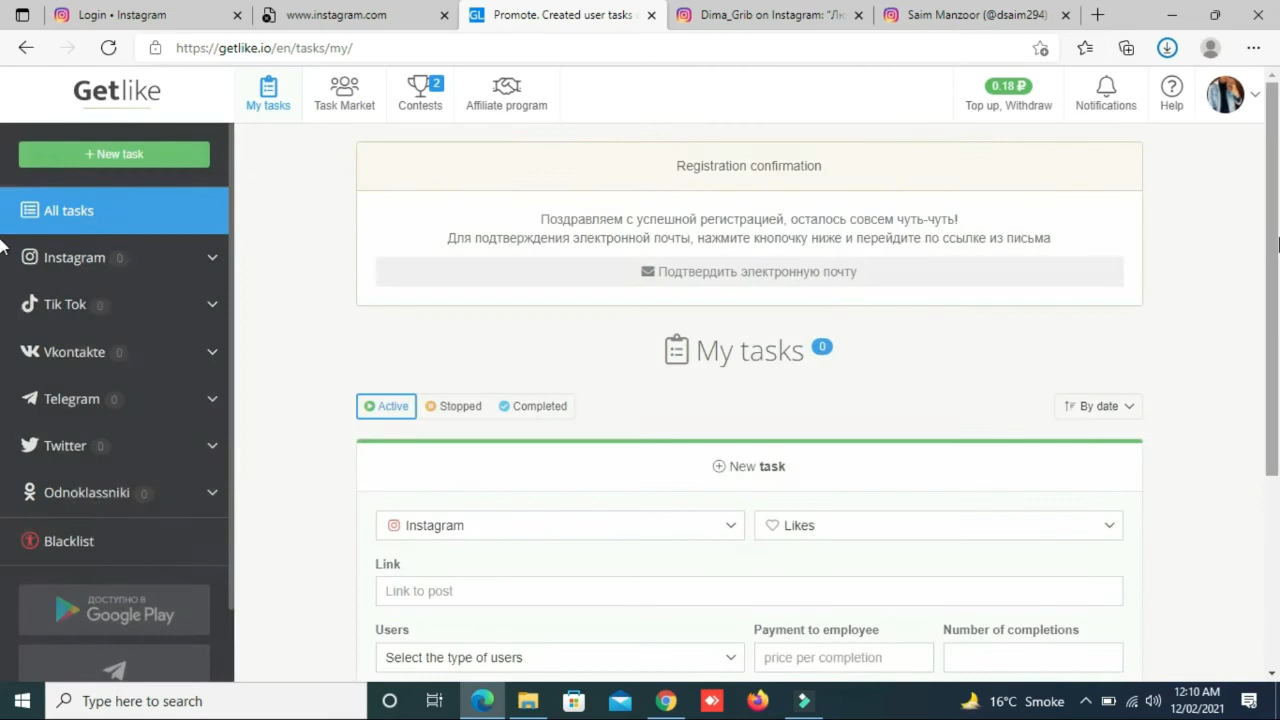 Login • Instagram
www.instagram.com
Promote. Created user tasks
Dima_Grib on Instagram: "Лю
Saim Manzoor (@dsaim294)
https://getlike.io/en/tasks/my/
Getlike
My tasks
Task Market
2
Contests
Affiliate program
0.18 ₽
Top up, Withdraw
Notifications
Help
+ New task
All tasks
Instagram 0
Tik Tok 0
Vkontakte 0
Telegram 0
Twitter 0
Odnoklassniki 0
Blacklist
ДОСТУПНО В
Google Play
Registration confirmation
Поздравляем с успешной регистрацией, осталось совсем чуть-чуть!
Для подтверждения электронной почты, нажмите кнопочку ниже и перейдите по ссылке из письма
Подтвердить электронную почту
My tasks 0
Active Stopped Completed
By date
New task
Instagram
Likes
Link
Link to post
Users
Select the type of users
Payment to employee
price per completion
Number of completions
Type here to search
16°C Smoke
12:10 AM
12/02/2021